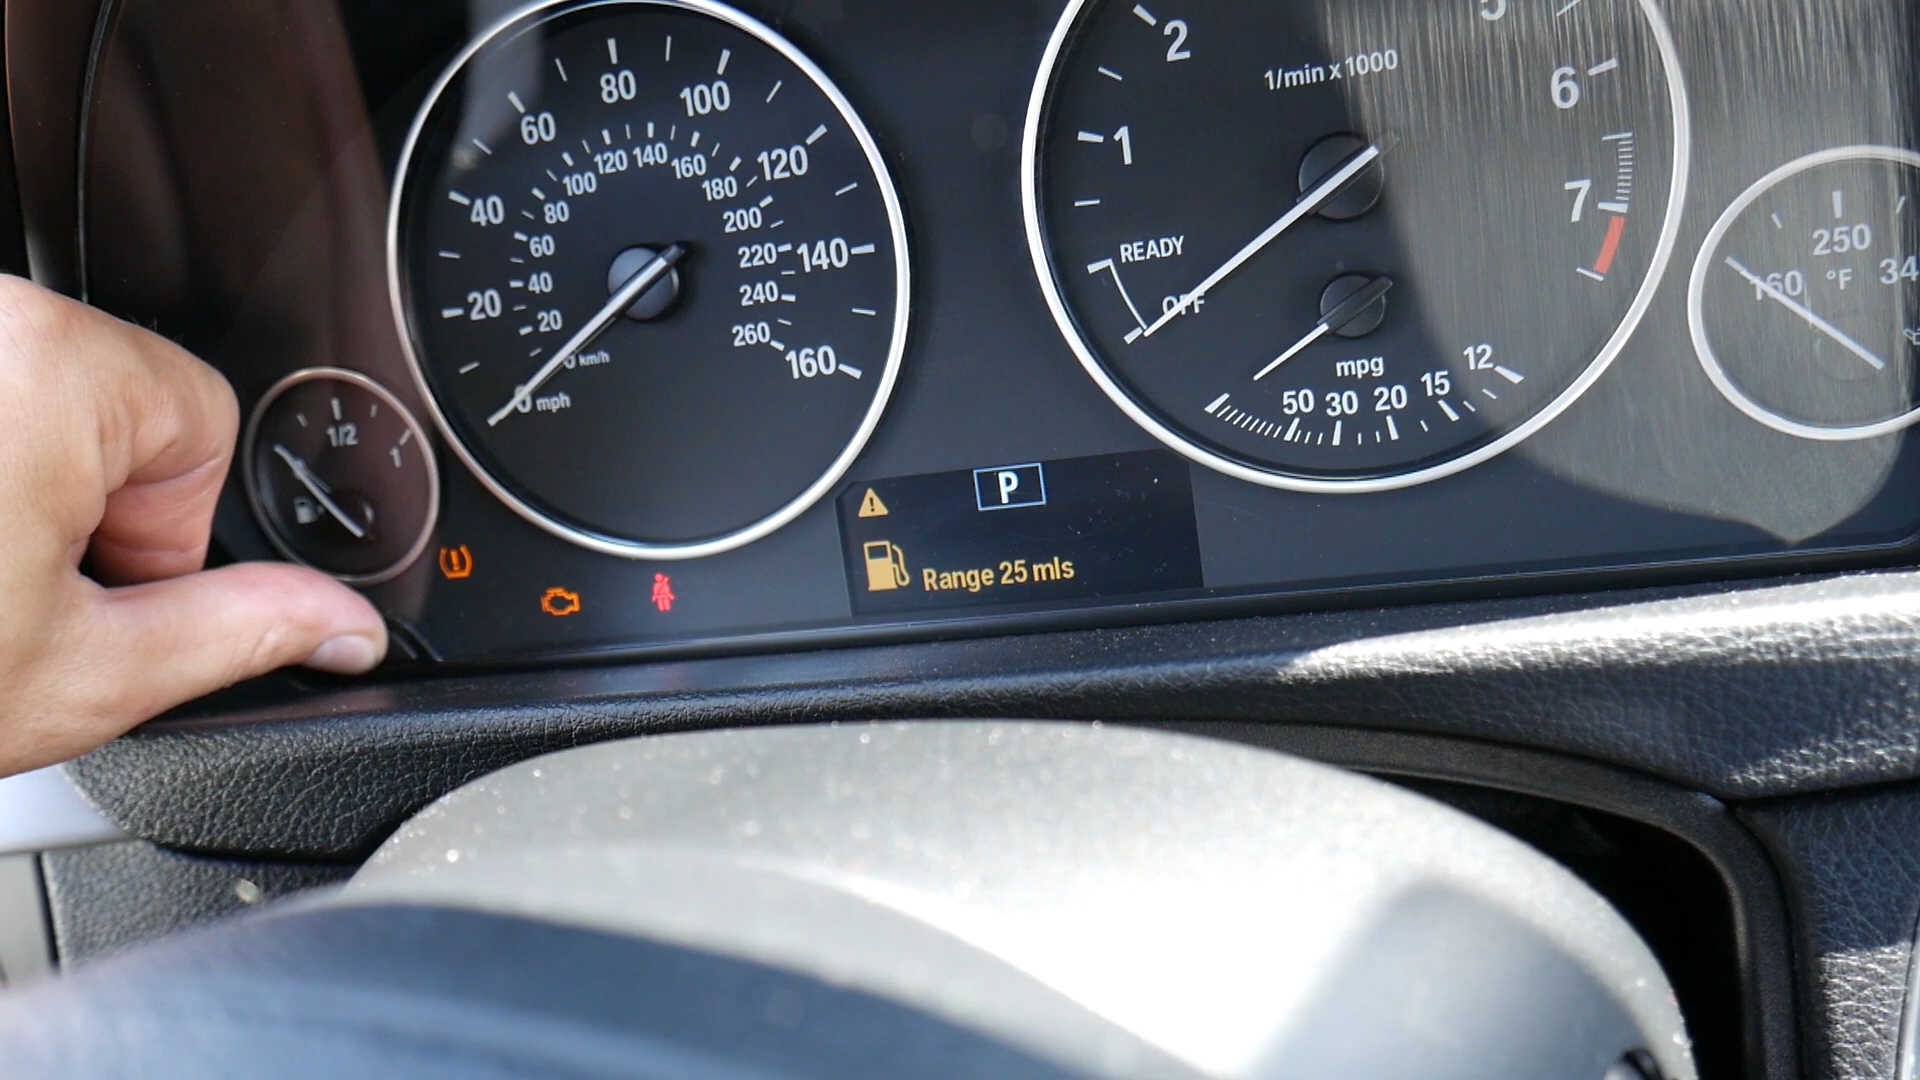 80
60
100
40
120
20
140
0 mph
160
120
140
100
160
80
180
60
200
40
220
20
240
km/h
260
2
1/min x 1000
6
1
7
READY
OFF
mpg
50 30 20 15 12
1/2
1
250
160 °F
P
Range 25 mls